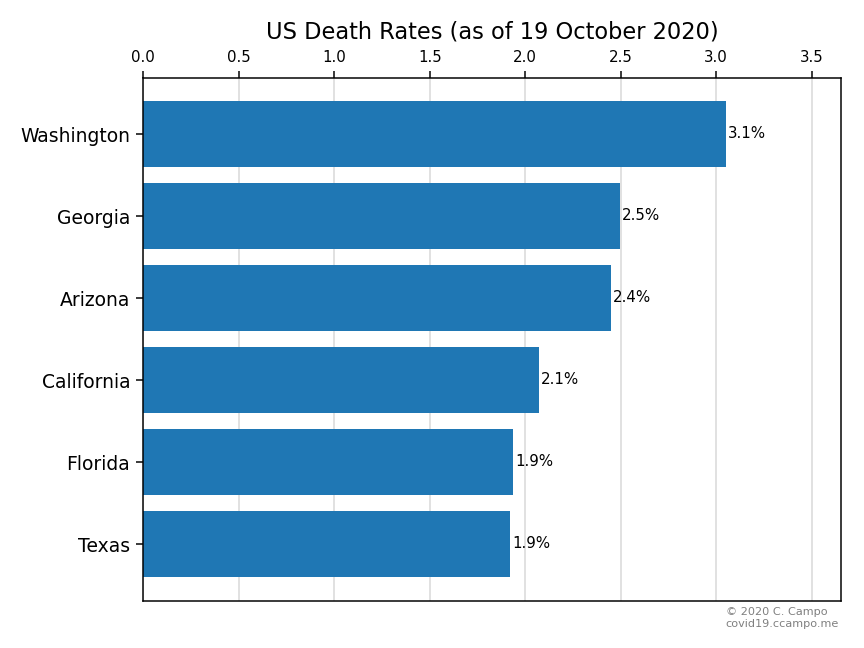 US Death Rates (as of 19 October 2020)
0.0 0.5 1.0 1.5 2.0 2.5 3.0 3.5
Washington 3.1%
Georgia 2.5%
Arizona 2.4%
California 2.1%
Florida 1.9%
Texas 1.9%
© 2020 C. Campo
covid19.ccampo.me